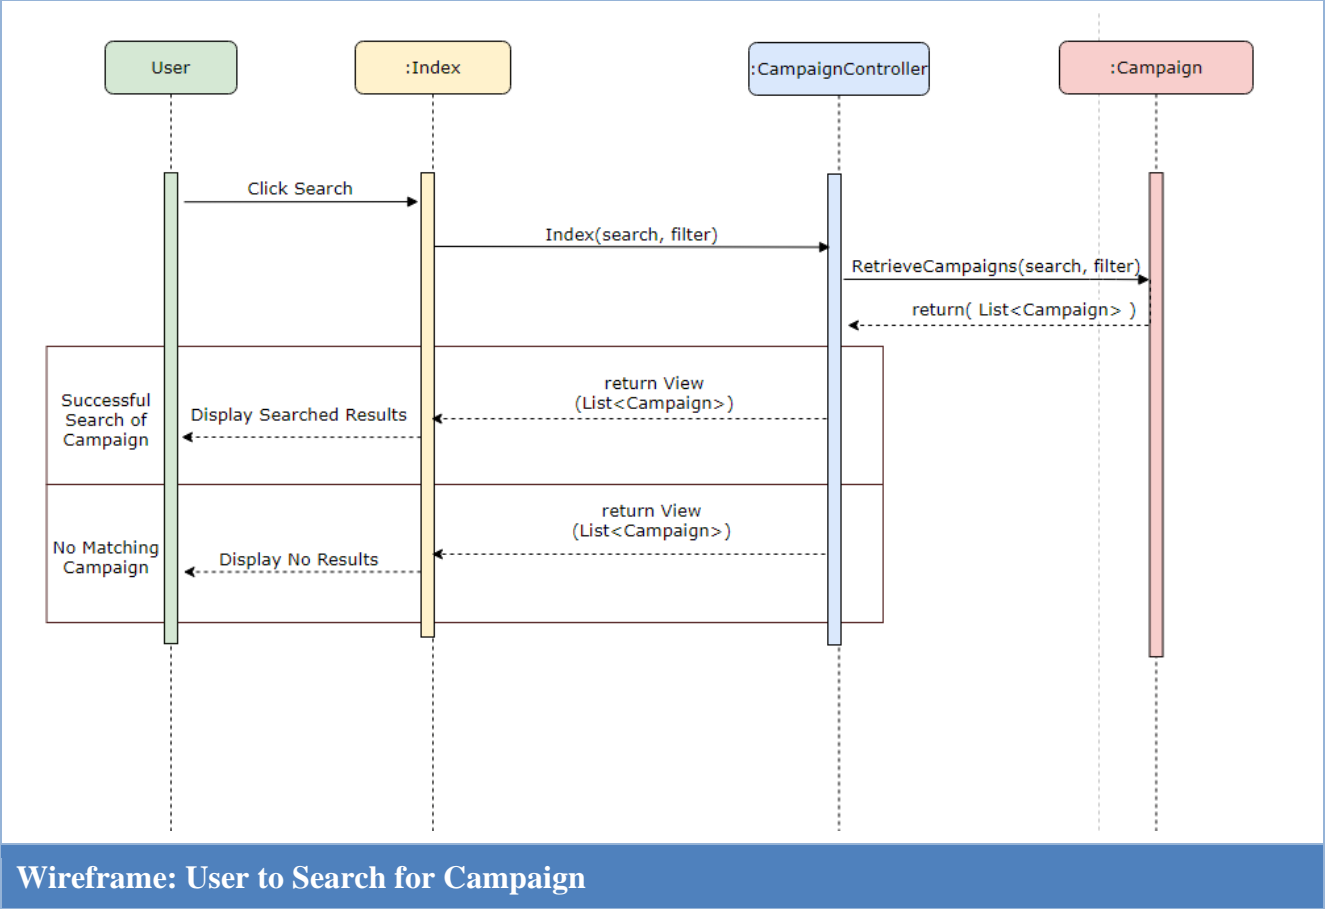 User
:Index
:CampaignController
:Campaign
Click Search
Index(search, filter)
RetrieveCampaigns(search, filter)
return( List<Campaign> )
Successful
Search of
Campaign
Display Searched Results
return View
(List<Campaign>)
No Matching
Campaign
Display No Results
return View
(List<Campaign>)
Wireframe: User to Search for Campaign